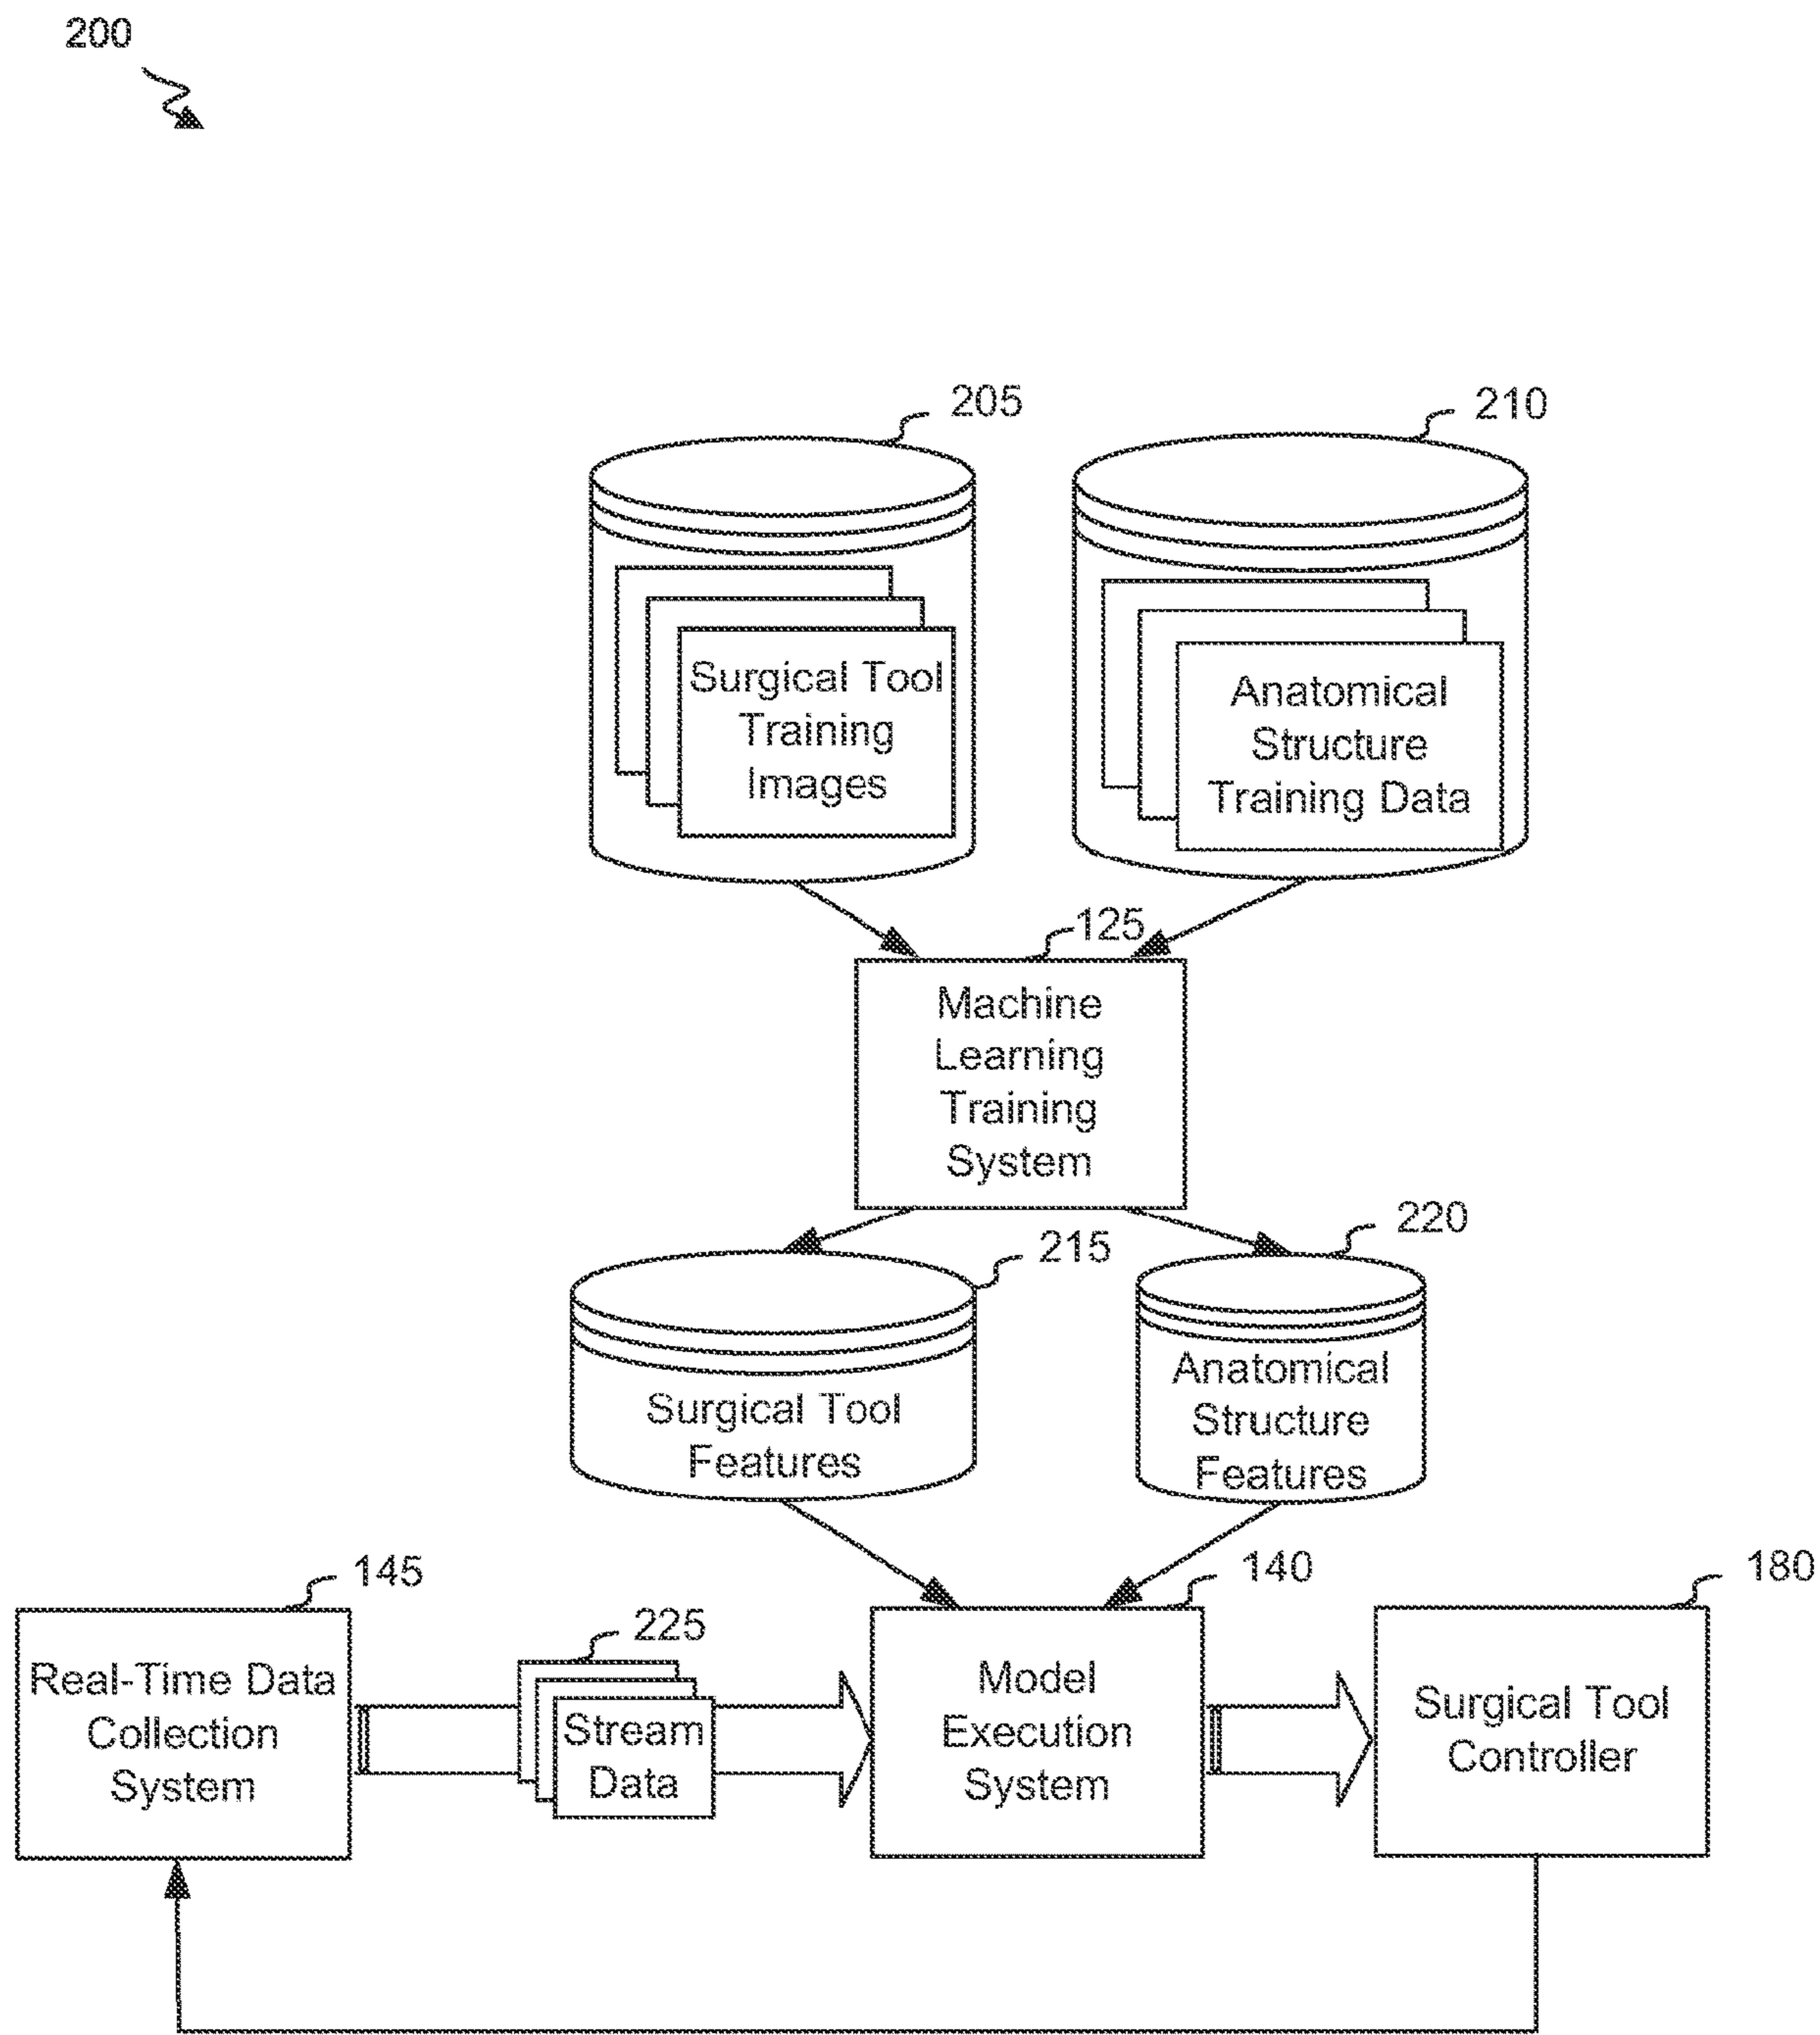 200
205
210
Surgical Tool
Training
Images
Anatomical
Structure
Training Data
125
Machine
Learning
Training
System
215
220
Surgical Tool
Features
Anatomical
Structure
Features
145
225
140
180
Real-Time Data
Collection
System
Stream
Data
Model
Execution
System
Surgical Tool
Controller